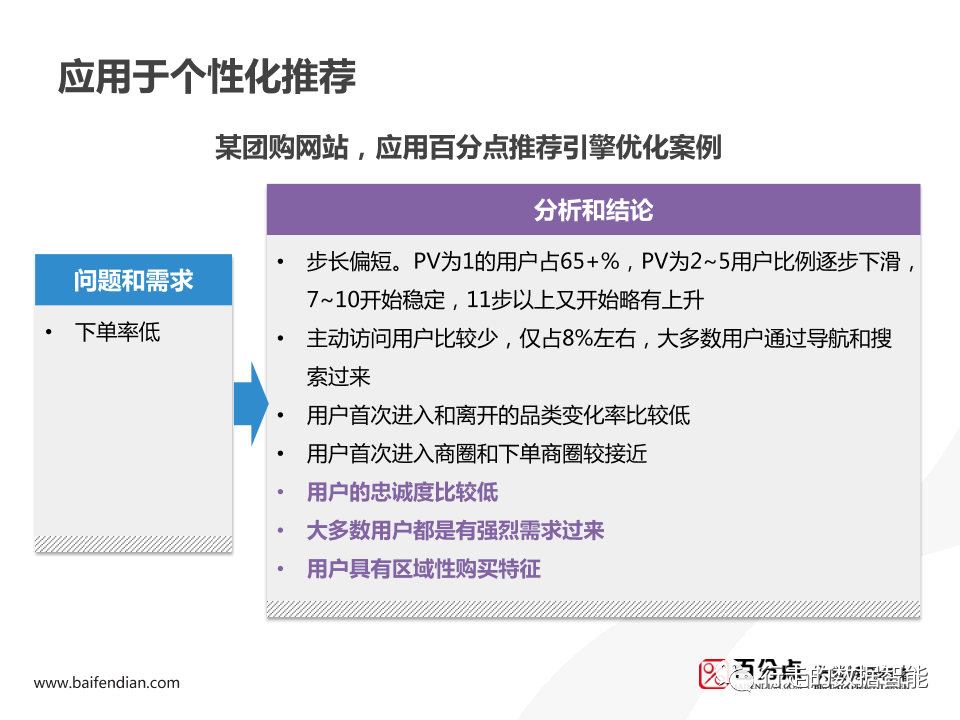 应用于个性化推荐
某团购网站，应用百分点推荐引擎优化案例
问题和需求
• 下单率低
分析和结论
• 步长偏短。PV为1的用户占65+%，PV为2~5用户比例逐步下滑，
7~10开始稳定，11步以上又开始略有上升
• 主动访问用户比较少，仅占8%左右，大多数用户通过导航和搜
索过来
• 用户首次进入和离开的品类变化率比较低
• 用户首次进入商圈和下单商圈较接近
• 用户的忠诚度比较低
• 大多数用户都是有强烈需求过来
• 用户具有区域性购买特征
www.baifendian.com
百分点
行走的数据智能